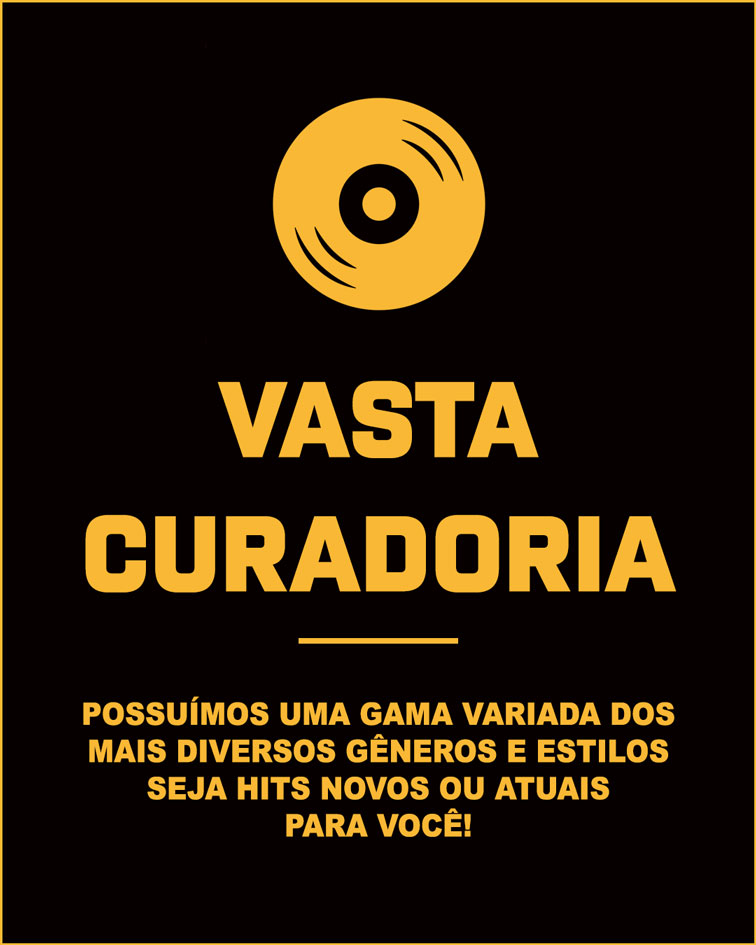 VASTA
CURADORIA
POSSUÍMOS UMA GAMA VARIADA DOS
MAIS DIVERSOS GÊNEROS E ESTILOS
SEJA HITS NOVOS OU ATUAIS
PARA VOCÊ!